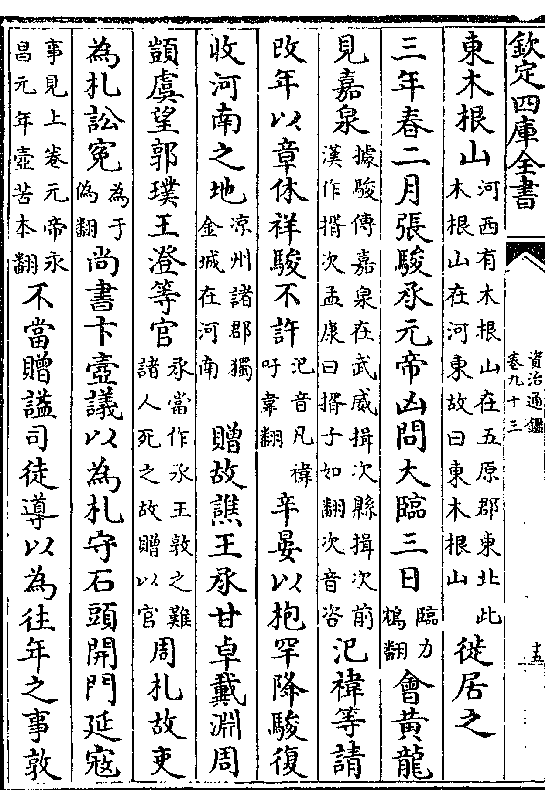 欽定四庫全書
資治通鑑
卷九十三
十五
東木根山河西有木根山在五原郡東北此木根山在河東故曰東木根山徙居之
三年春二月張駿承元帝凶問大臨三日臨力鴆翻會黃龍
見嘉泉據駿傳嘉泉在武威揖次縣揖次前漢作揟次孟康曰揟子如翻次音咨氾禕等請
改年以章休祥駿不許氾音凡禕吁韋翻辛晏以抱罕降駿復
收河南之地涼州諸郡獨金城在河南贈故譙王承甘卓戴淵周
顗虞望郭璞王澄等官承當作氶王敦之難諸人死之故贈以官周札故吏
為札訟寃為于偽翻尚書卞壼議以為札守石頭開門延寇
事見上卷元帝永昌元年壼苦本翻不當贈謚司徒導以為往年之事敦